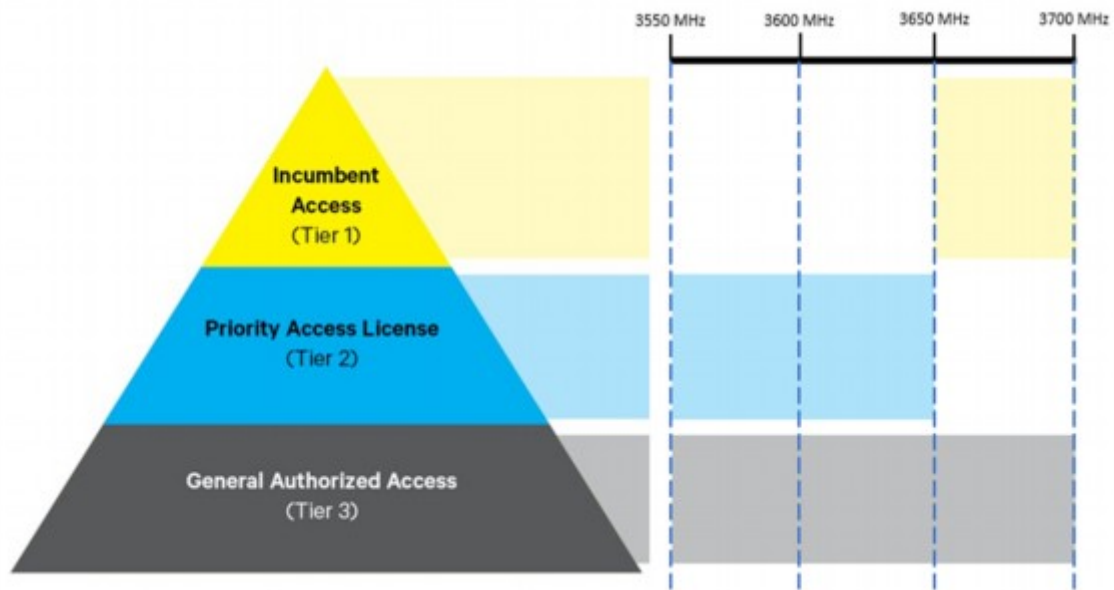 3550 MHz 3600 MHz 3650 MHz 3700 MHz
Incumbent
Access
(Tier 1)
Priority Access License
(Tier 2)
General Authorized Access
(Tier 3)